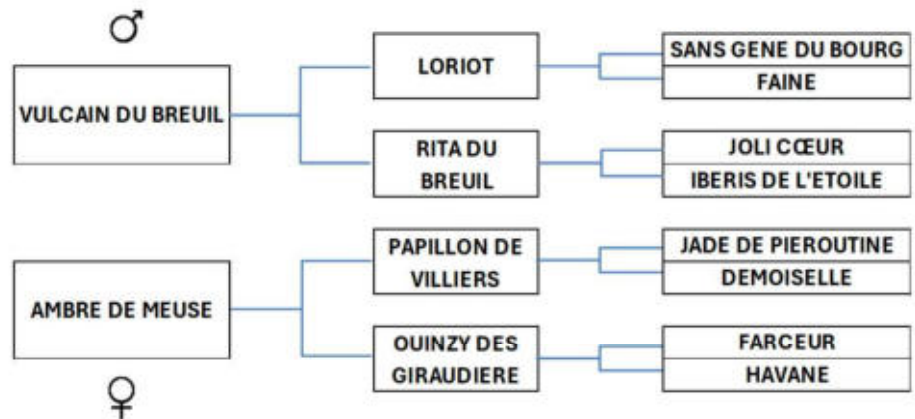 ♂
VULCAIN DU BREUIL
LORIOT
SANS GENE DU BOURG
FAINE
RITA DU
BREUIL
JOLI CŒUR
IBERIS DE L'ETOILE
AMBRE DE MEUSE
♀
PAPILLON DE
VILLIERS
JADE DE PIEROUTINE
DEMOISELLE
OUINZY DES
GIRAUDIERE
FARCEUR
HAVANE